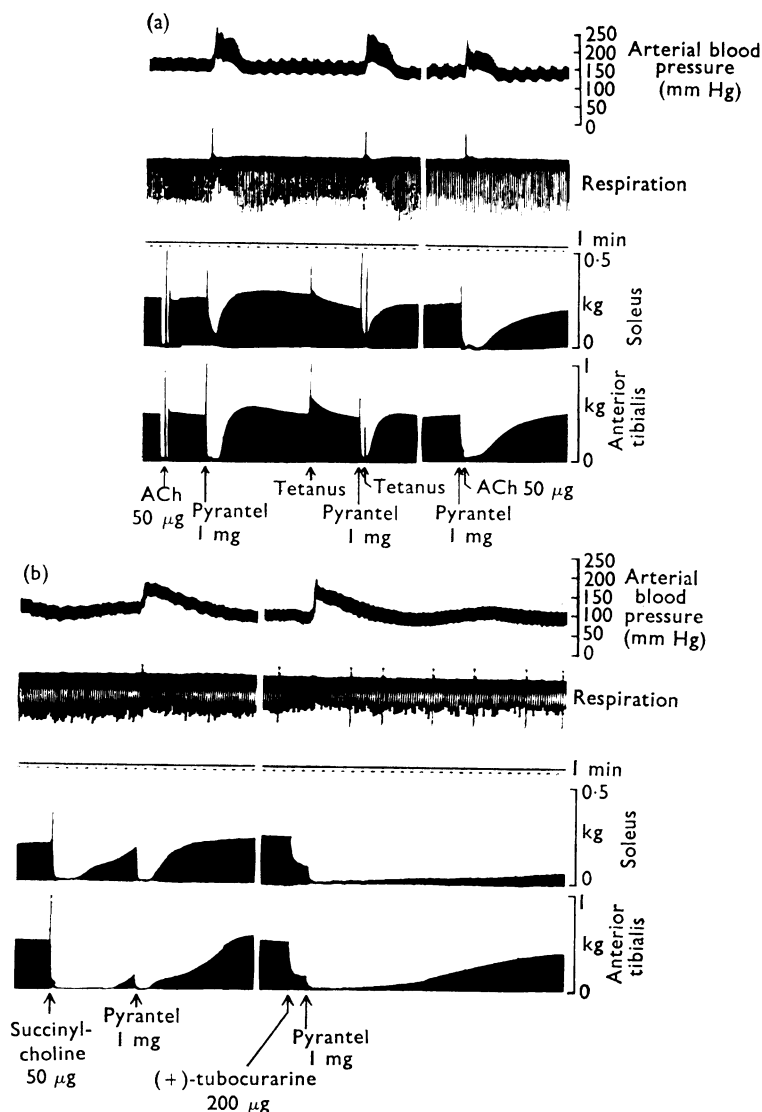 (a)
250
200
150
100
50
0
Arterial blood
pressure
(mm Hg)
Respiration
1 min
0·5
kg
0
Soleus
1
kg
0
Anterior
tibialis
ACh
50 μg
Pyrantel
1 mg
Tetanus
Pyrantel
1 mg
Tetanus
Pyrantel
1 mg
ACh 50 μg
(b)
250
200
150
100
50
0
Arterial
blood
pressure
(mm Hg)
Respiration
1 min
0·5
kg
0
Soleus
1
kg
0
Anterior
tibialis
Succinyl-
choline
50 μg
Pyrantel
1 mg
(+)-tubocurarine
200 μg
Pyrantel
1 mg